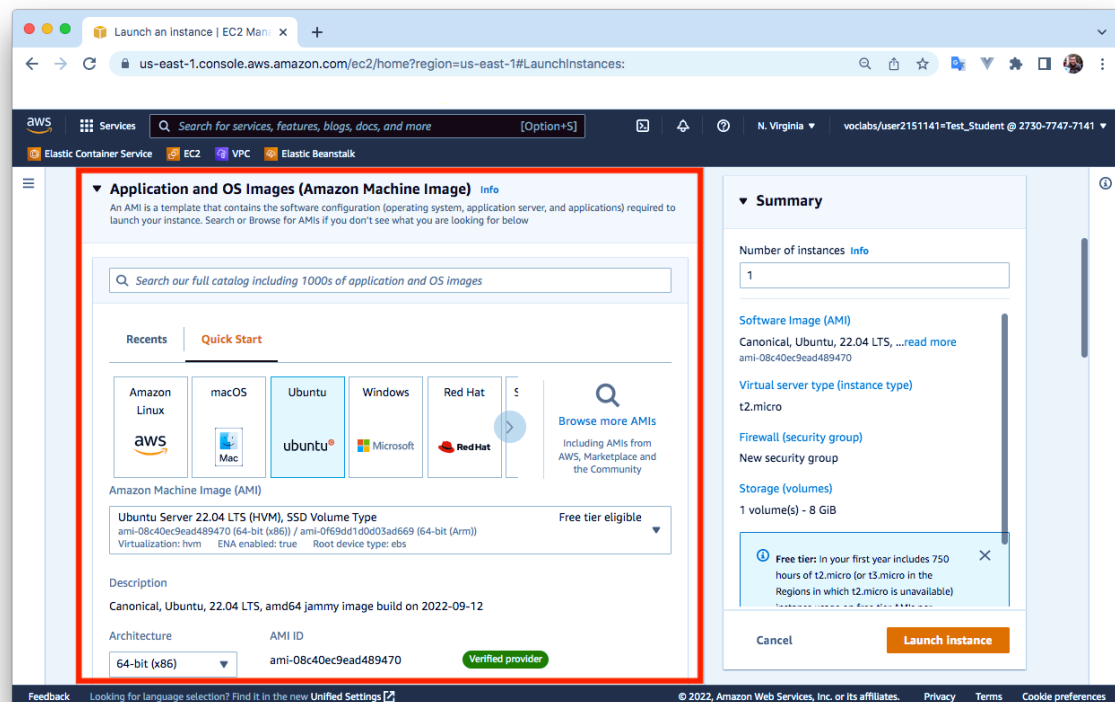 Launch an instance | EC2 Mana
us-east-1.console.aws.amazon.com/ec2/home?region=us-east-1#LaunchInstances:
aws
Services
Search for services, features, blogs, docs, and more [Option+S]
N. Virginia
voclabs/user2151141=Test_Student @ 2730-7747-7141
Elastic Container Service EC2 VPC Elastic Beanstalk
Application and OS Images (Amazon Machine Image) Info
An AMI is a template that contains the software configuration (operating system, application server, and applications) required to
launch your instance. Search or Browse for AMIs if you don't see what you are looking for below
Search our full catalog including 1000s of application and OS images
Recents Quick Start
Amazon
Linux
aws
macOS
Mac
Ubuntu
ubuntu®
Windows
Microsoft
Red Hat
Red Hat
S
Browse more AMIs
Including AMIs from
AWS, Marketplace and
the Community
Amazon Machine Image (AMI)
Ubuntu Server 22.04 LTS (HVM), SSD Volume Type Free tier eligible
ami-08c40ec9ead489470 (64-bit (x86)) / ami-0f69dd1d0d03ad669 (64-bit (Arm))
Virtualization: hvm ENA enabled: true Root device type: ebs
Description
Canonical, Ubuntu, 22.04 LTS, amd64 jammy image build on 2022-09-12
Architecture AMI ID
64-bit (x86) ami-08c40ec9ead489470 Verified provider
Summary
Number of instances Info
1
Software Image (AMI)
Canonical, Ubuntu, 22.04 LTS, ...read more
ami-08c40ec9ead489470
Virtual server type (instance type)
t2.micro
Firewall (security group)
New security group
Storage (volumes)
1 volume(s) - 8 GiB
Free tier: In your first year includes 750
hours of t2.micro (or t3.micro in the
Regions in which t2.micro is unavailable)
instance usage on free tier AMIs per
Cancel Launch instance
Feedback Looking for language selection? Find it in the new Unified Settings
© 2022, Amazon Web Services, Inc. or its affiliates. Privacy Terms Cookie preferences